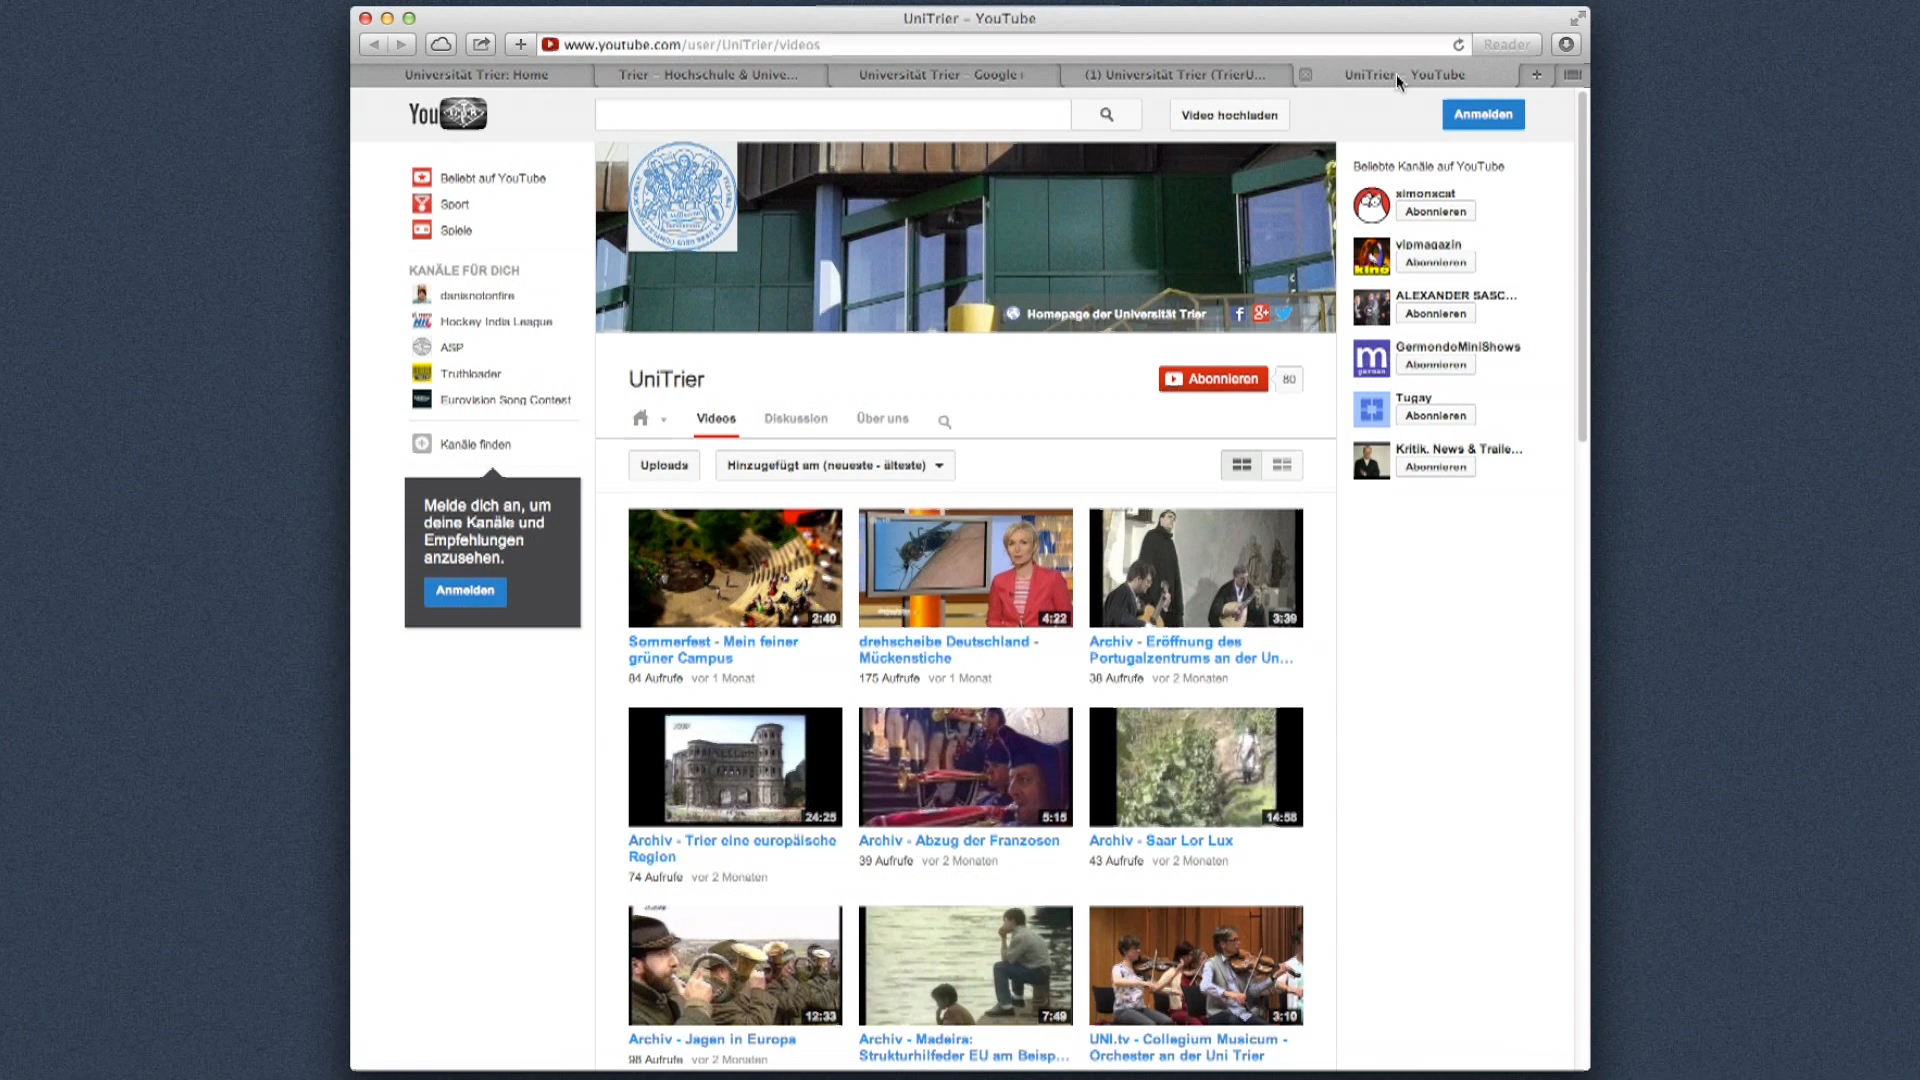 UniTrier – YouTube
www.youtube.com/user/UniTrier/videos
Reader
Universität Trier: Home
Trier – Hochschule & Unive...
Universität Trier – Google+
(1) Universität Trier (TrierU...
UniTrier – YouTube
You
Video hochladen
Anmelden
Beliebt auf YouTube
Sport
Spiele
KANÄLE FÜR DICH
danisnotonfire
Hockey India League
ASP
Truthloader
Eurovision Song Contest
Kanäle finden
Melde dich an, um
deine Kanäle und
Empfehlungen
anzusehen.
Anmelden
Homepage der Universität Trier
UniTrier
Abonnieren
80
Videos
Diskussion
Über uns
Uploads
Hinzugefügt am (neueste - älteste)
2:40
4:22
3:39
Sommerfest - Mein feiner
grüner Campus
84 Aufrufe vor 1 Monat
drehscheibe Deutschland -
Mückenstiche
175 Aufrufe vor 1 Monat
Archiv - Eröffnung des
Portugalzentrums an der Un...
38 Aufrufe vor 2 Monaten
24:25
5:15
14:58
Archiv - Trier eine europäische
Region
74 Aufrufe vor 2 Monaten
Archiv - Abzug der Franzosen
39 Aufrufe vor 2 Monaten
Archiv - Saar Lor Lux
43 Aufrufe vor 2 Monaten
12:33
7:49
3:10
Archiv - Jagen in Europa
98 Aufrufe vor 2 Monaten
Archiv - Madeira:
Strukturhilfeder EU am Beisp...
UNI.tv - Collegium Musicum -
Orchester an der Uni Trier
Beliebte Kanäle auf YouTube
simonscat
Abonnieren
vipmagazin
Abonnieren
kino
ALEXANDER SASC...
Abonnieren
GermondoMiniShows
Abonnieren
Tugay
Abonnieren
Kritik, News & Traile...
Abonnieren